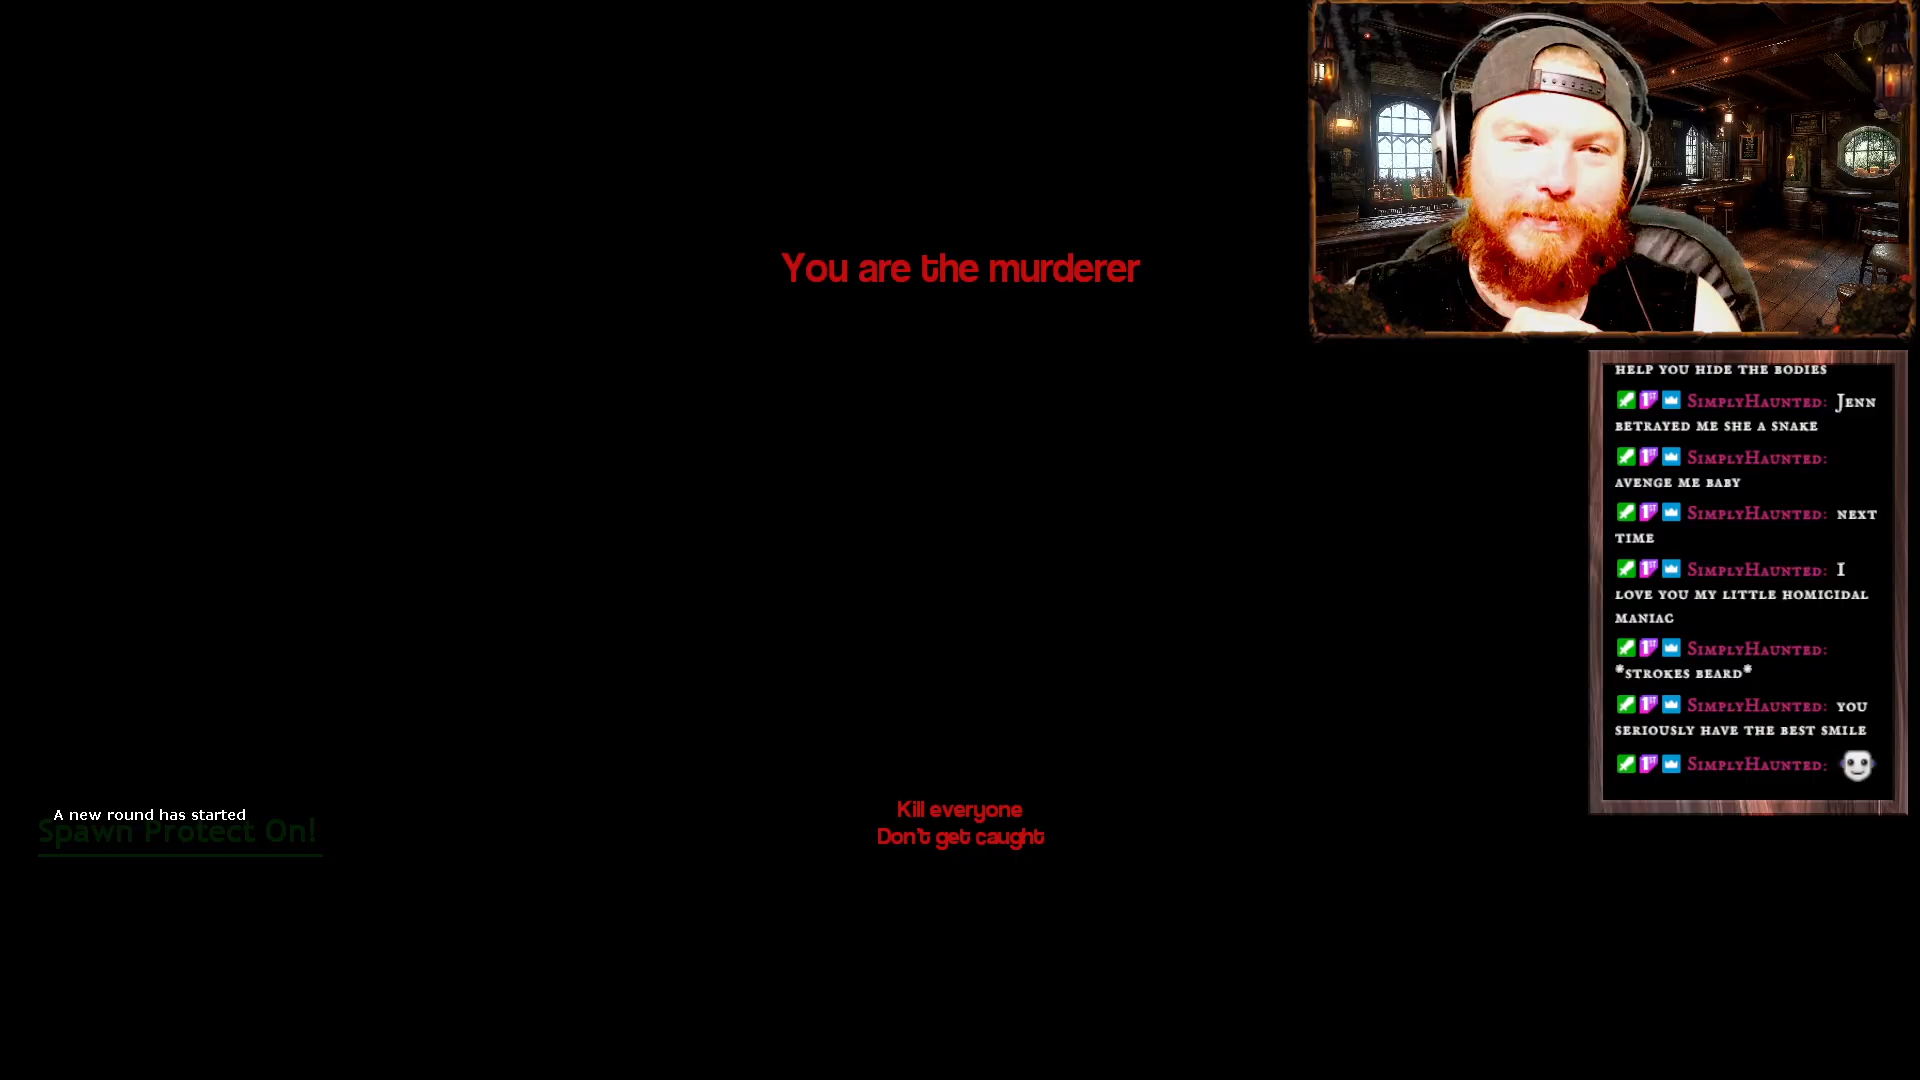 You are the murderer
HELP YOU HIDE THE BODIES
SimplyHaunted: Jenn
BETRAYED ME SHE A SNAKE
SimplyHaunted:
AVENGE ME BABY
SimplyHaunted: NEXT
TIME
SimplyHaunted: I
LOVE YOU MY LITTLE HOMICIDAL
MANIAC
SimplyHaunted:
*STROKES BEARD*
SimplyHaunted: YOU
SERIOUSLY HAVE THE BEST SMILE
SimplyHaunted:
A new round has started
Spawn Protect On!
Kill everyone
Don't get caught